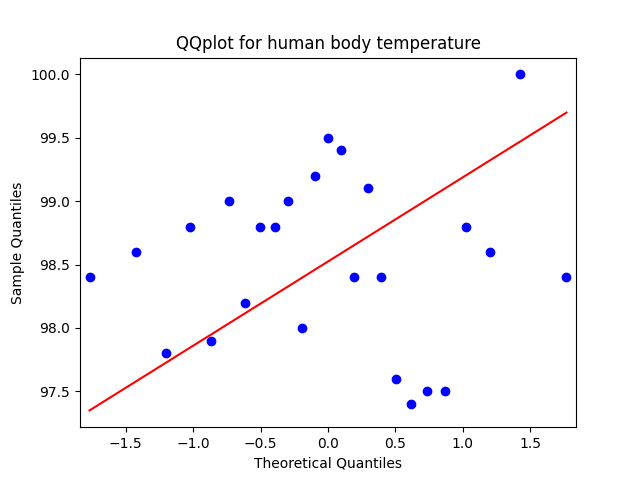 QQplot for human body temperature
100.0
99.5
99.0
98.5
98.0
97.5
Sample Quantiles
−1.5 −1.0 −0.5 0.0 0.5 1.0 1.5
Theoretical Quantiles